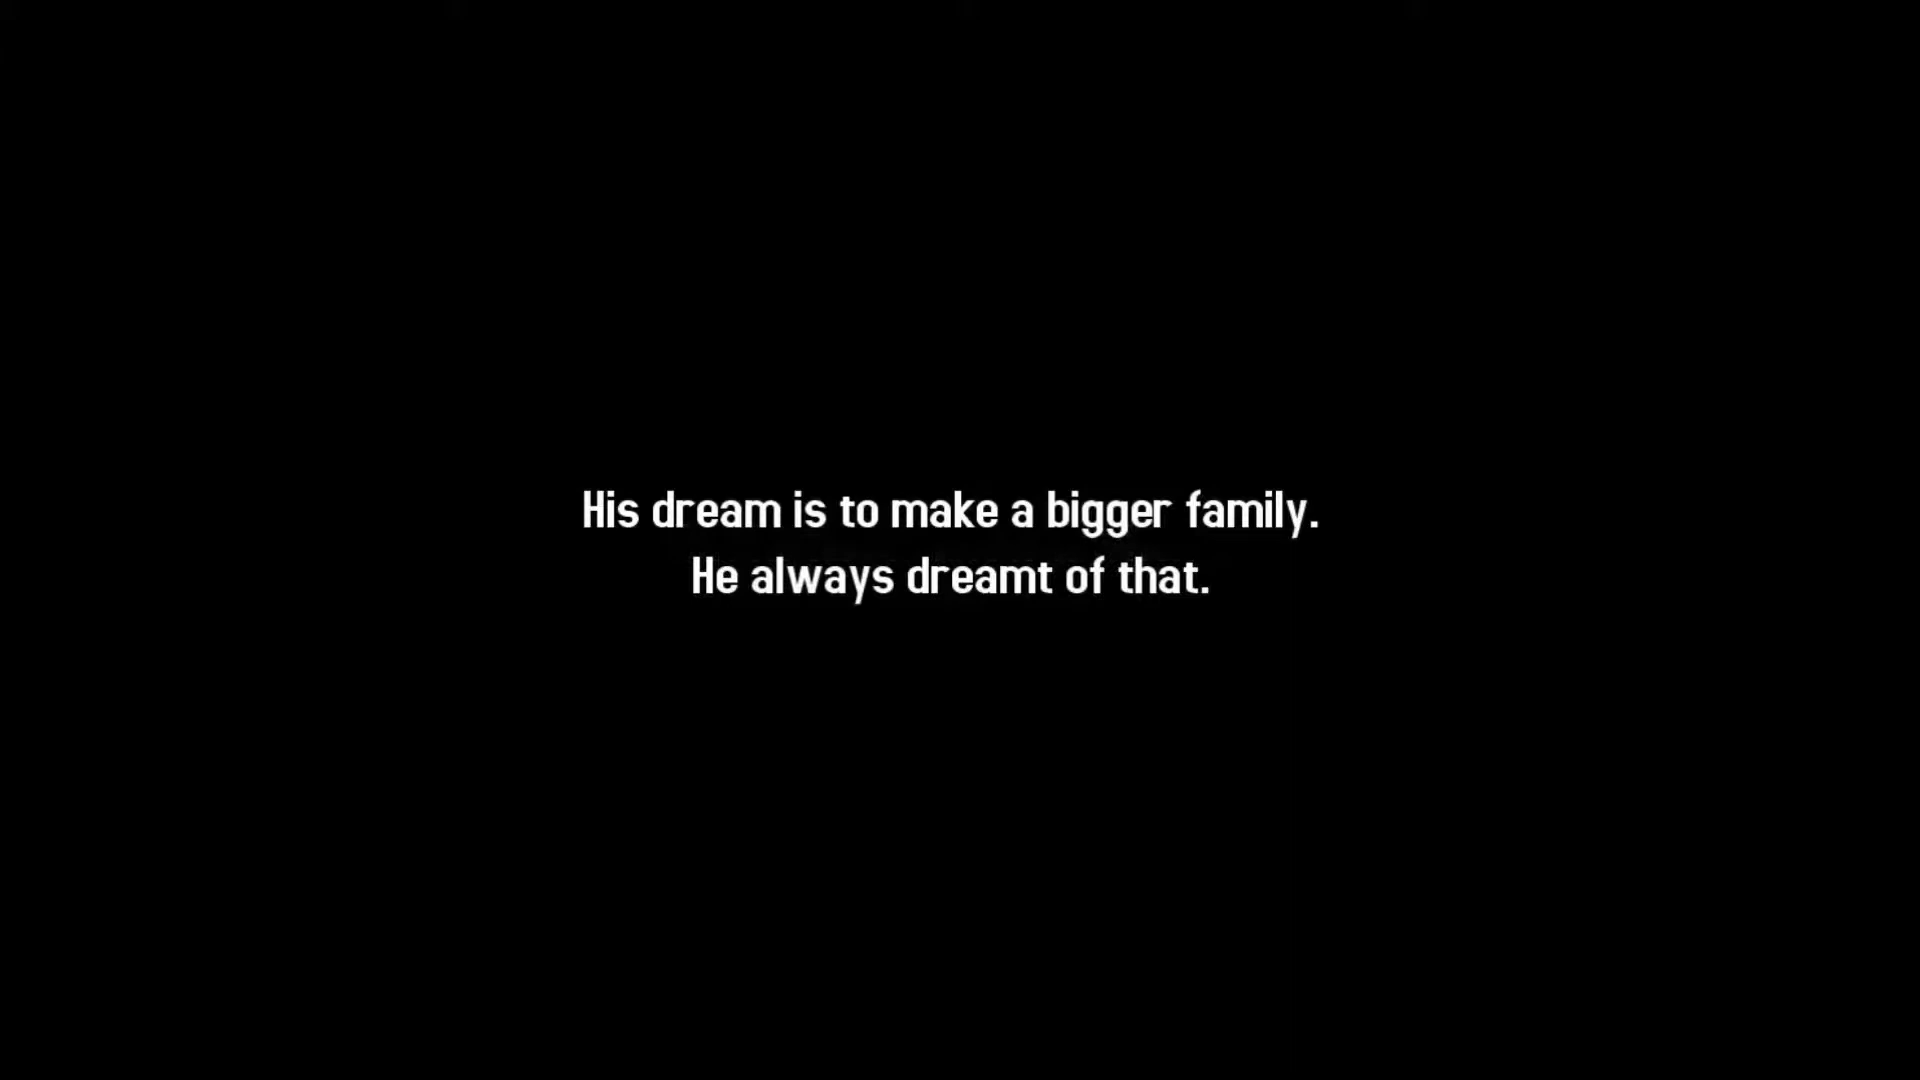 His dream is to make a bigger family.
He always dreamt of that.